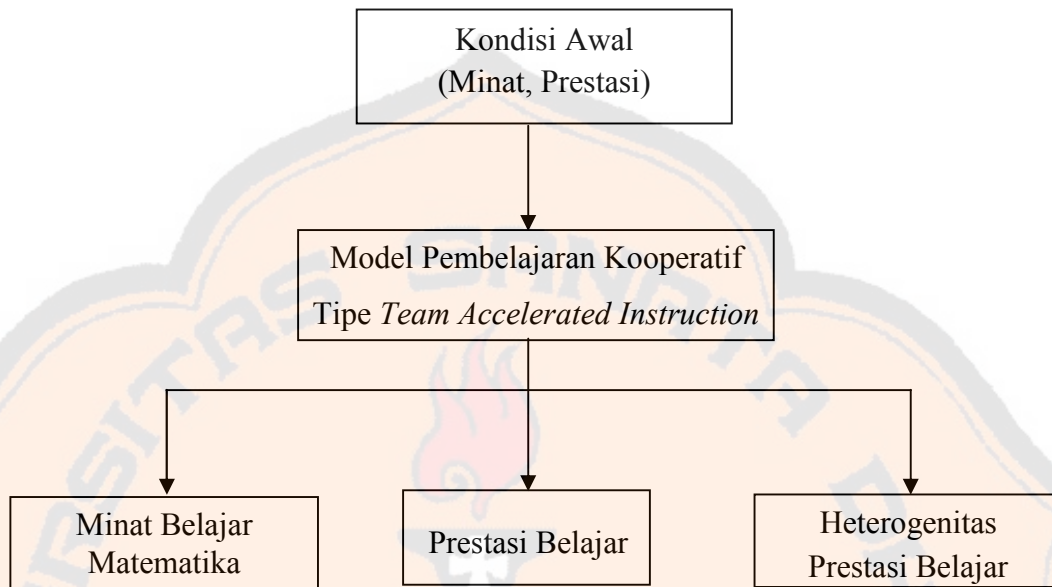 Kondisi Awal
(Minat, Prestasi)
Model Pembelajaran Kooperatif
Tipe Team Accelerated Instruction
Minat Belajar
Matematika
Prestasi Belajar
Heterogenitas
Prestasi Belajar